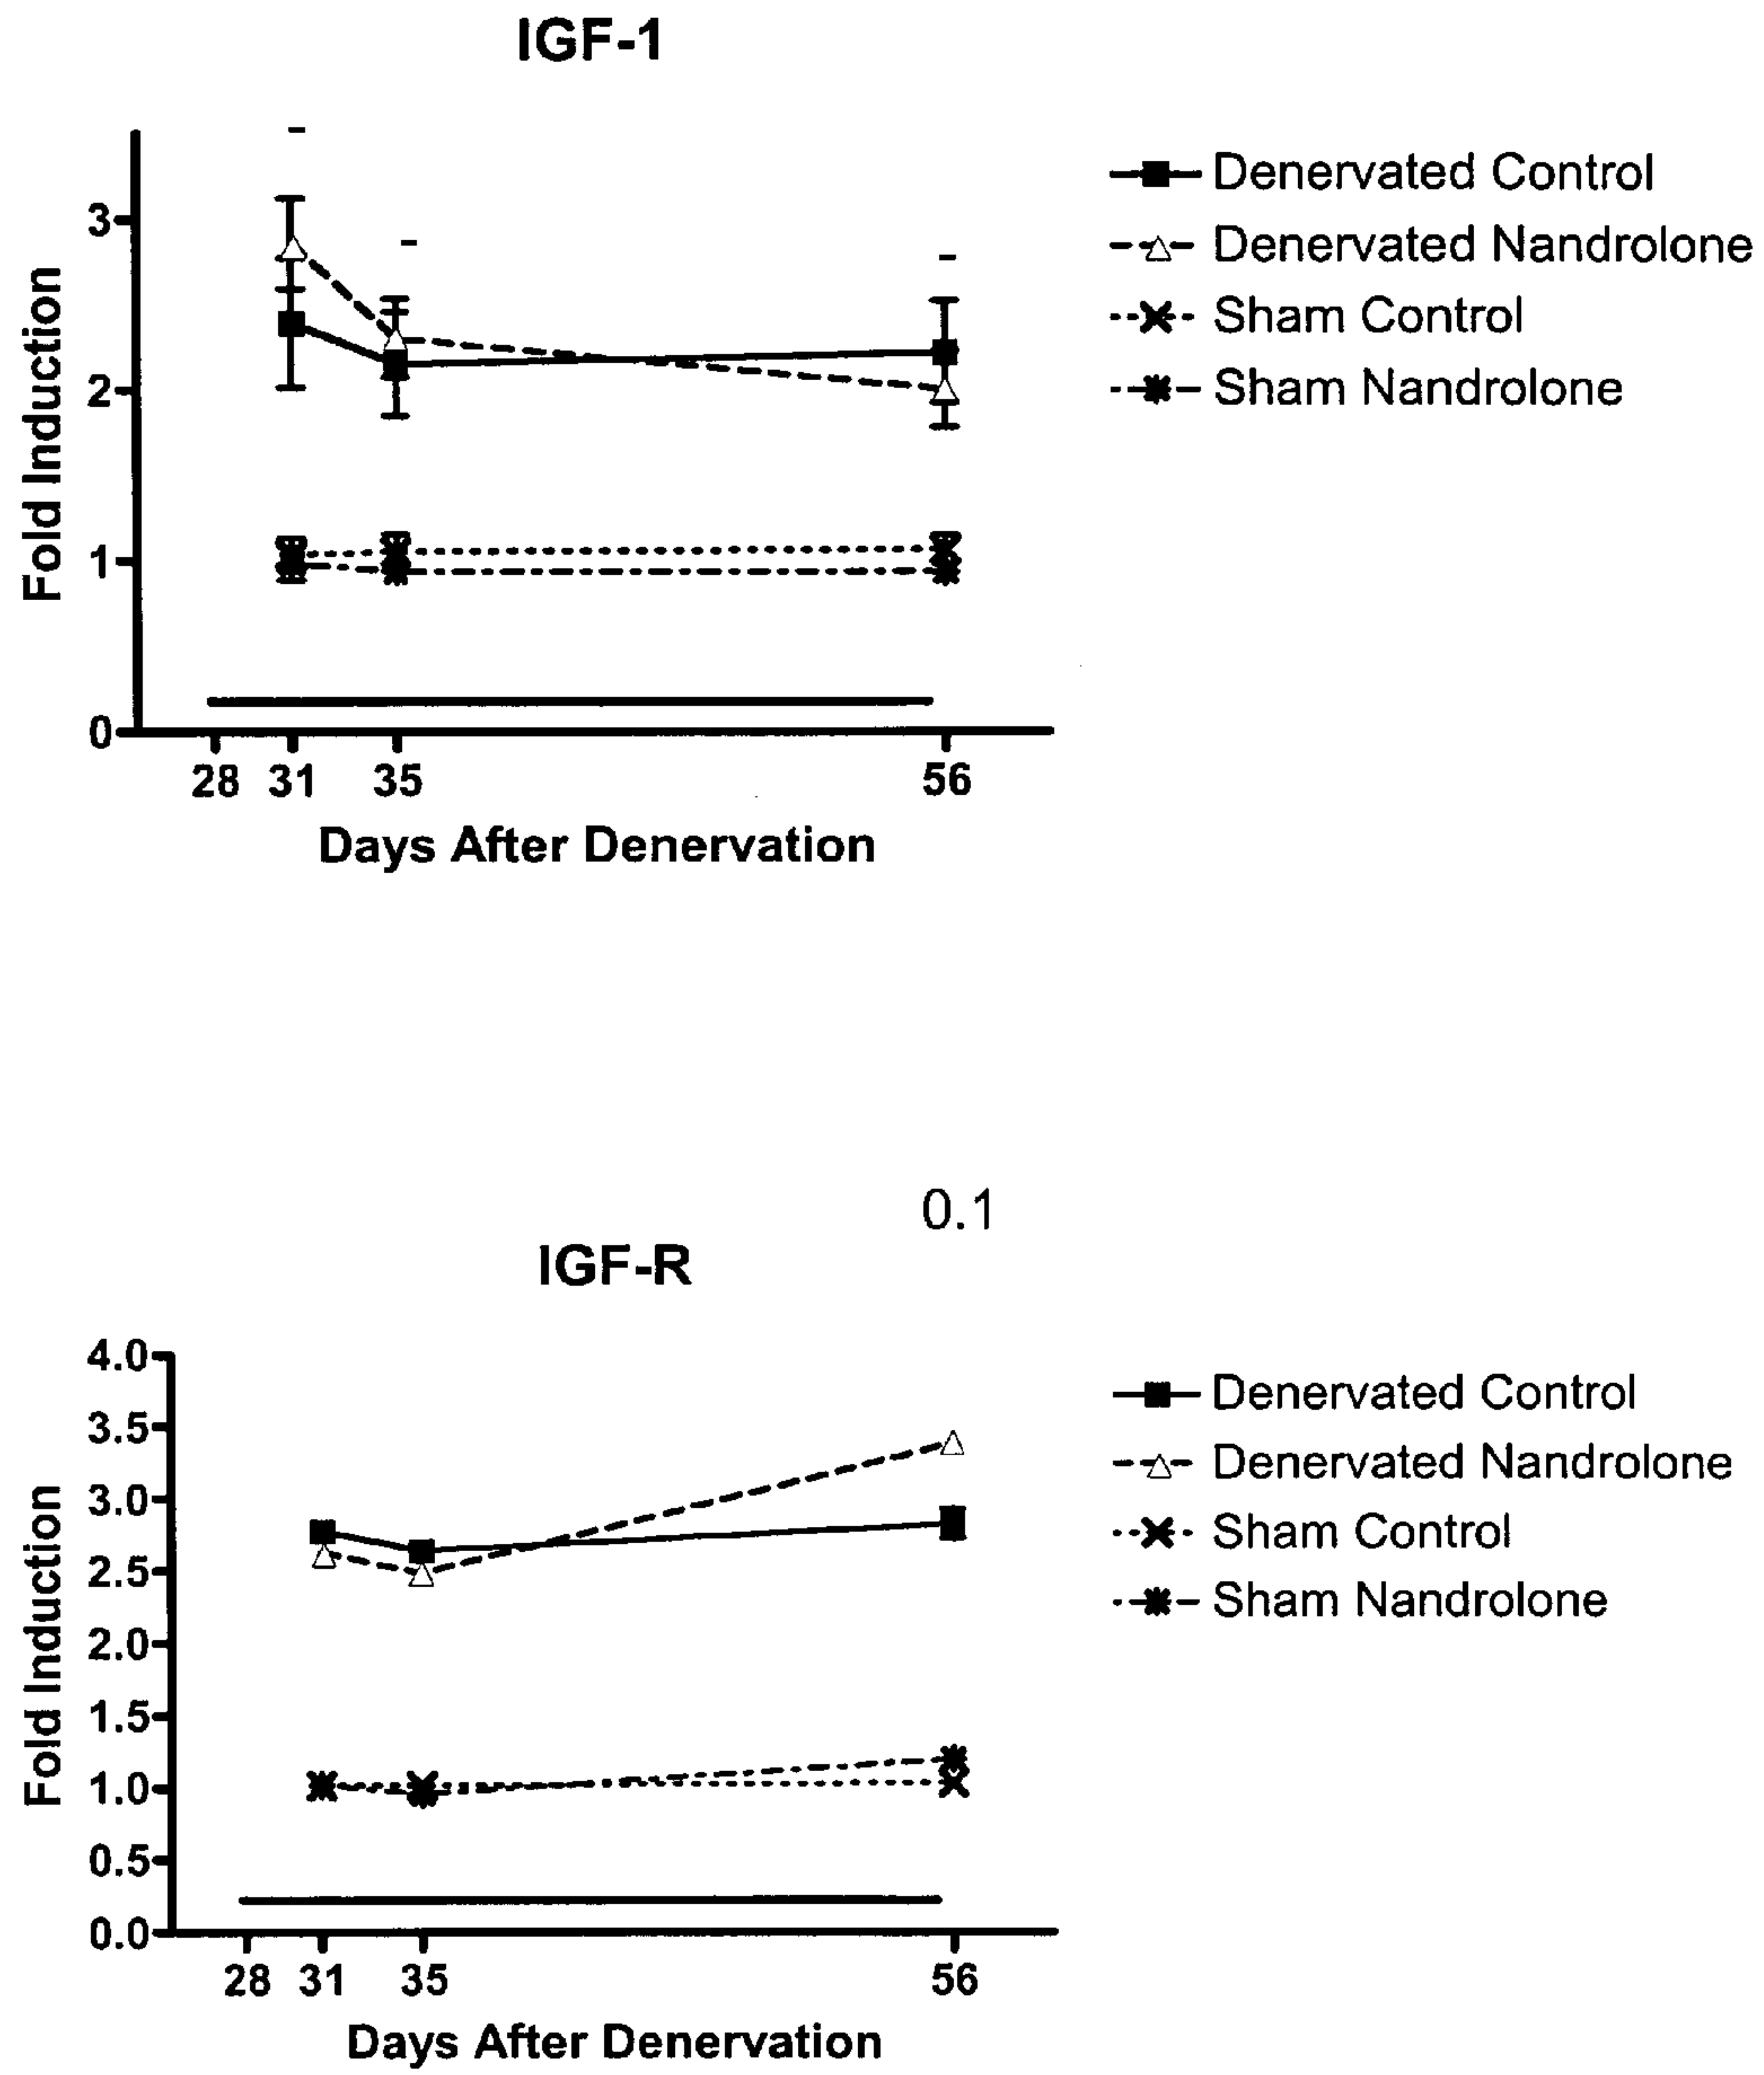 IGF-1
3
2
1
0
Fold Induction
28 31 35 56
Days After Denervation
Denervated Control
Denervated Nandrolone
Sham Control
Sham Nandrolone
0.1
IGF-R
4.0
3.5
3.0
2.5
2.0
1.5
1.0
0.5
0.0
Fold Induction
28 31 35 56
Days After Denervation
Denervated Control
Denervated Nandrolone
Sham Control
Sham Nandrolone